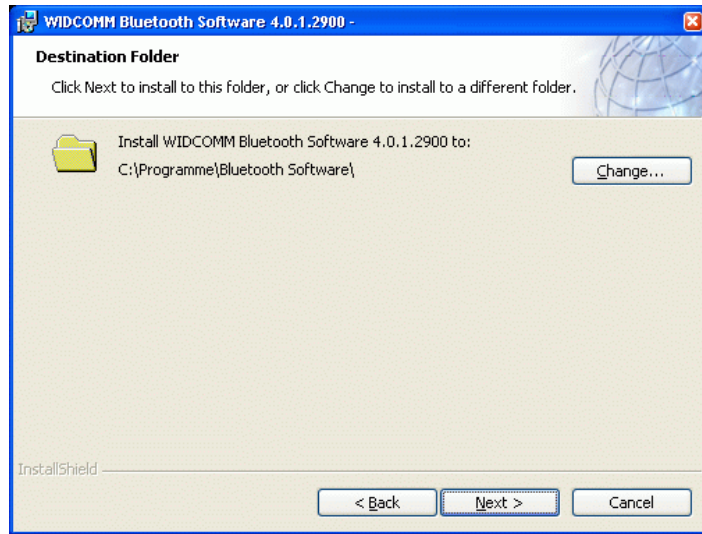 WIDCOMM Bluetooth Software 4.0.1.2900 -
Destination Folder
Click Next to install to this folder, or click Change to install to a different folder.
Install WIDCOMM Bluetooth Software 4.0.1.2900 to:
C:\Programme\Bluetooth Software\
Change...
InstallShield
< Back
Next >
Cancel